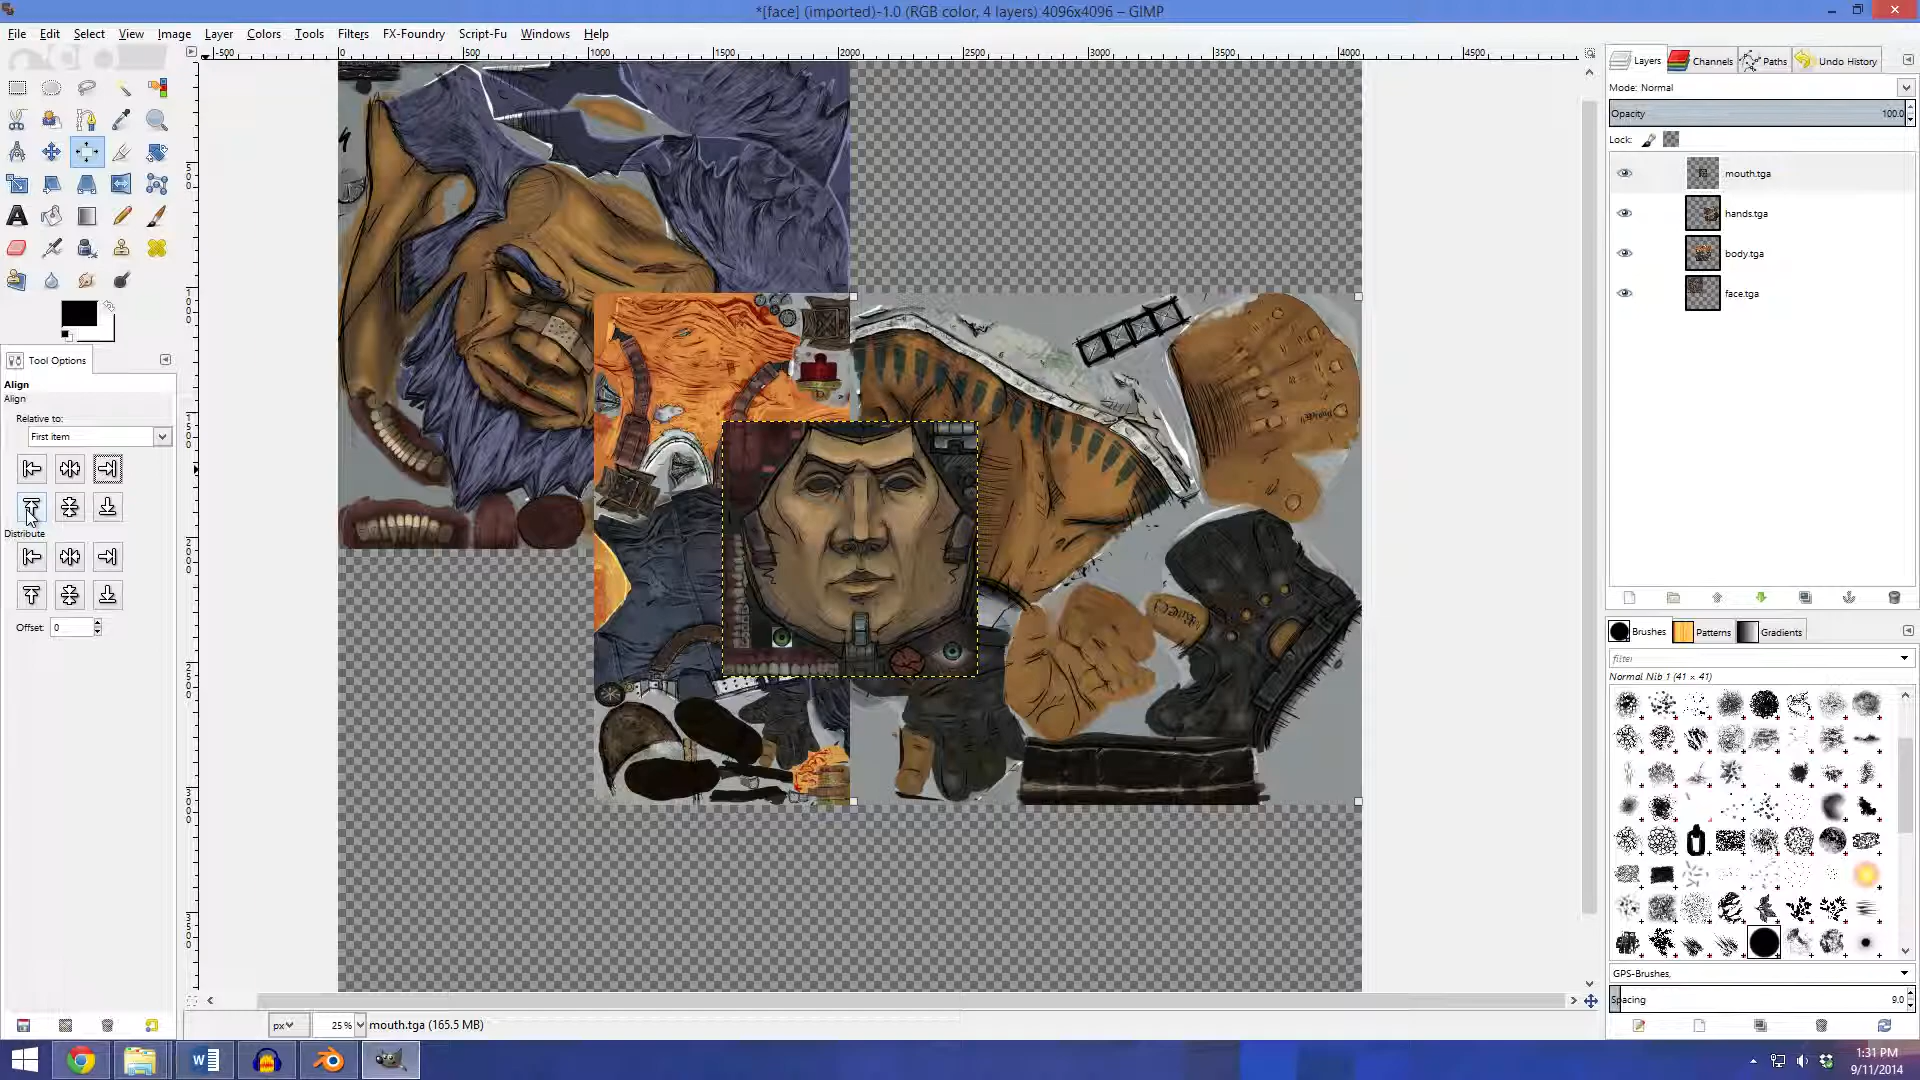 *[face] (imported)-1.0 (RGB color, 4 layers) 4096x4096 – GIMP
File Edit Select View Image Layer Colors Tools Filters FX-Foundry Script-Fu Windows Help
-500 0 500 1000 1500 2000 2500 3000 3500 4000 4500
Layers Channels Paths Undo History
Mode: Normal
Opacity 100.0
Lock:
mouth.tga
hands.tga
body.tga
face.tga
Tool Options
Align
Align
Relative to:
First item
Distribute
Offset: 0
Brushes Patterns Gradients
filter
Normal Nib 1 (41 × 41)
GPS-Brushes,
Spacing 9.0
px 25 % mouth.tga (165.5 MB)
1:31 PM
9/11/2014